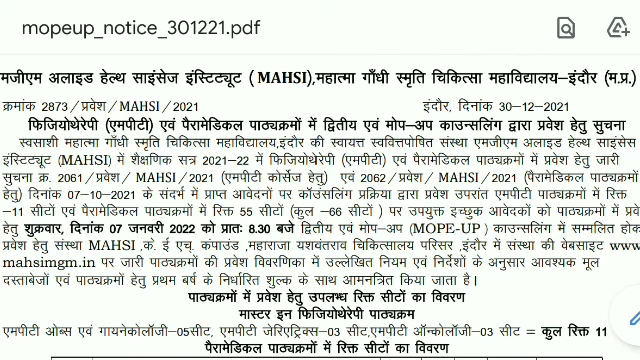 mopeup_notice_301221.pdf
मजीएम अलाइड हेल्थ साइंसेज इंस्टिट्यूट ( MAHSI),महात्मा गाँधी स्मृति चिकित्सा महाविद्यालय–इंदौर (म.प्र.)
क्रमांक 2873/प्रवेश/MAHSI/2021 इंदौर, दिनांक 30–12–2021
फिजियोथेरेपी (एमपीटी) एवं पैरामेडिकल पाठ्यक्रमों में द्वितीय एवं मोप–अप काउन्सलिंग द्वारा प्रवेश हेतु सुचना
स्वसाशी महात्मा गाँधी स्मृति चिकित्सा महाविद्यालय,इंदौर की स्वायत्त स्ववित्तपोषित संस्था एमजीएम अलाइड हेल्थ साइंसेज
इंस्टिट्यूट (MAHSI) में शैक्षणिक सत्र 2021–22 में फिजियोथेरेपी (एमपीटी) एवं पैरामेडिकल पाठ्यक्रमों में प्रवेश हेतु जारी
सुचना क्र. 2061/प्रवेश/MAHSI/2021 (एमपीटी कोर्सेज हेतु) एवं 2062/प्रवेश/MAHSI/2021 (पैरामेडिकल पाठ्यक्रमों
हेतु) दिनांक 07–10–2021 के संदर्भ में प्राप्त आवेदनों पर कॉउंसलिंग प्रक्रिया द्वारा प्रवेश उपरांत एमपीटी पाठ्यक्रमों में रिक्त
–11 सीटों एवं पैरामेडिकल पाठ्यक्रमों में रिक्त 55 सीटों (कुल –66 सीटों ) पर उपयुक्त इच्छुक आवेदकों को पाठ्यक्रमों में प्रवे
हेतु शुक्रवार, दिनांक 07 जनवरी 2022 को प्रातः 8.30 बजे द्वितीय एवं मोप–अप (MOPE-UP ) काउन्सलिंग में सम्मलित होक
प्रवेश हेतु संस्था MAHSI ,के. ई एच. कंपाउंड ,महाराजा यशवंतराव चिकित्सालय परिसर ,इंदौर में संस्था की वेबसाइट www
mahsimgm.in पर जारी पाठ्यक्रमों की प्रवेश विवरणिका में उल्लेखित नियम एवं निर्देशों के अनुसार आवश्यक मूल
दस्ताबेजों एवं पाठ्यक्रमों हेतु प्रथम बर्ष के निर्धारित शुल्क के साथ आमनत्रित किया जाता है।
पाठ्यक्रमों में प्रवेश हेतु उपलब्ध रिक्त सीटों का विवरण
मास्टर इन फिजियोथेरेपी पाठ्यक्रम
एमपीटी ओब्स एवं गायनेकोलॉजी–05सीट, एमपीटी जेरिएट्रिक्स–03 सीट,एमपीटी ऑन्कोलॉजी–03 सीट = कुल रिक्त 11
पैरामेडिकल पाठ्यक्रमों में रिक्त सीटों का विवरण